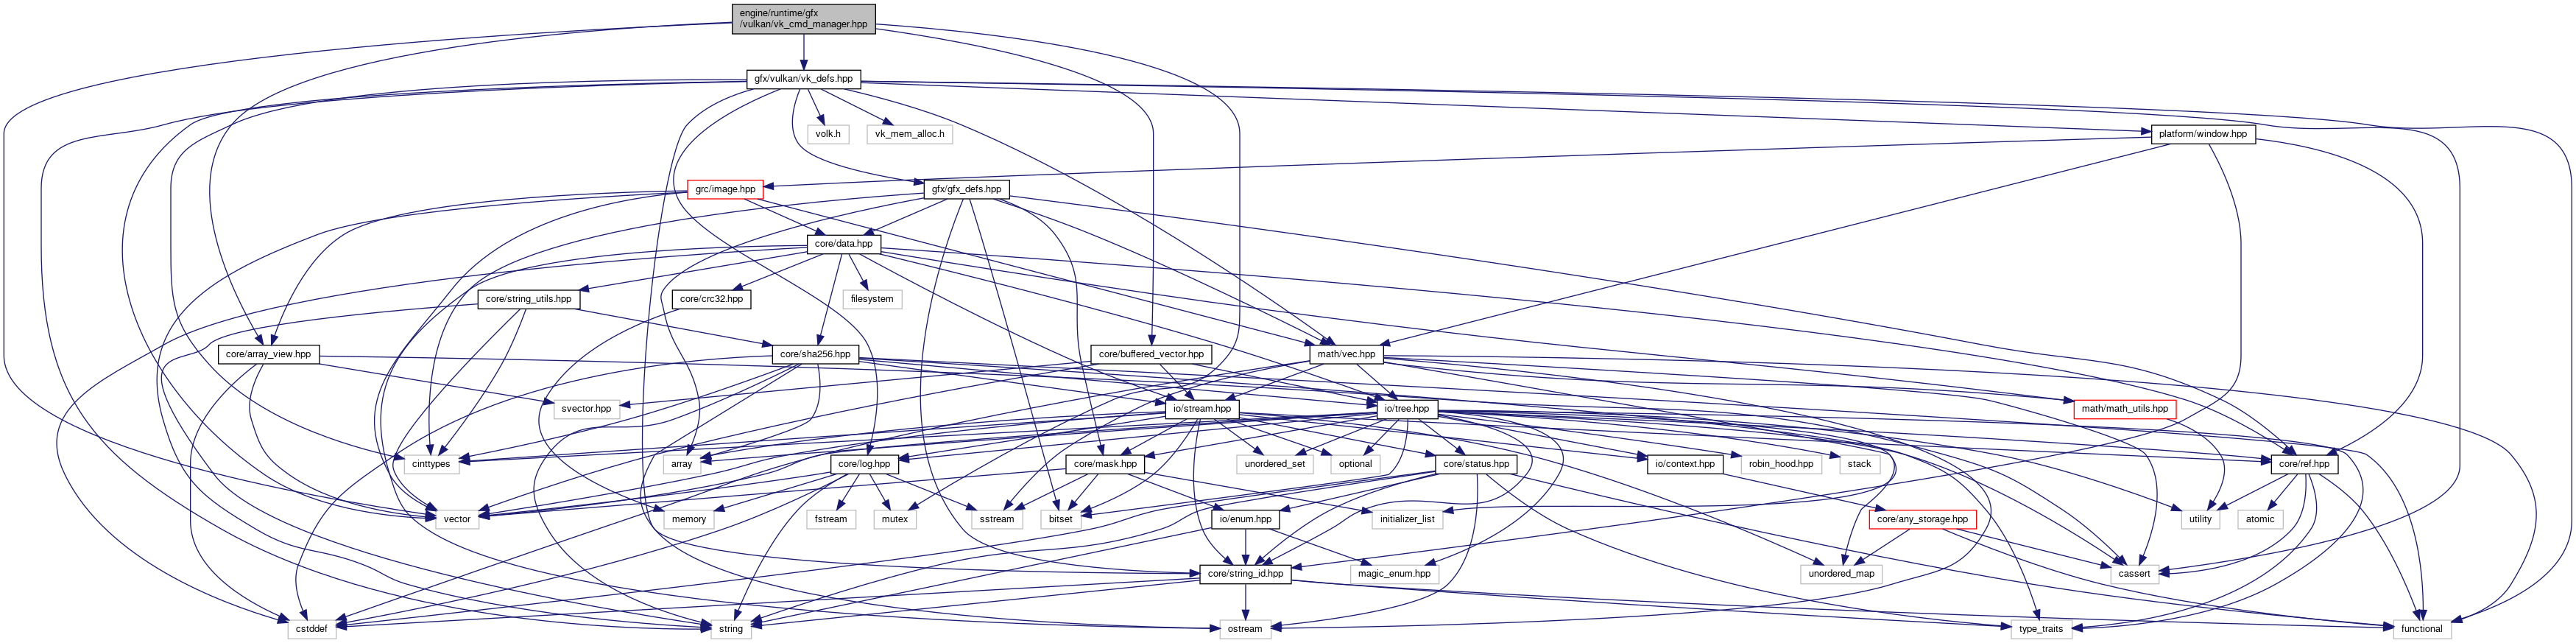 engine/runtime/gfx
/vulkan/vk_cmd_manager.hpp
gfx/vulkan/vk_defs.hpp
volk.h
vk_mem_alloc.h
platform/window.hpp
grc/image.hpp
gfx/gfx_defs.hpp
core/data.hpp
core/string_utils.hpp
core/crc32.hpp
filesystem
core/array_view.hpp
core/sha256.hpp
core/buffered_vector.hpp
math/vec.hpp
svector.hpp
io/stream.hpp
io/tree.hpp
math/math_utils.hpp
cinttypes
array
core/log.hpp
unordered_set
optional
core/mask.hpp
core/status.hpp
io/context.hpp
robin_hood.hpp
stack
core/ref.hpp
vector
memory
fstream
mutex
sstream
bitset
io/enum.hpp
initializer_list
core/any_storage.hpp
utility
atomic
core/string_id.hpp
magic_enum.hpp
unordered_map
cassert
cstddef
string
ostream
type_traits
functional